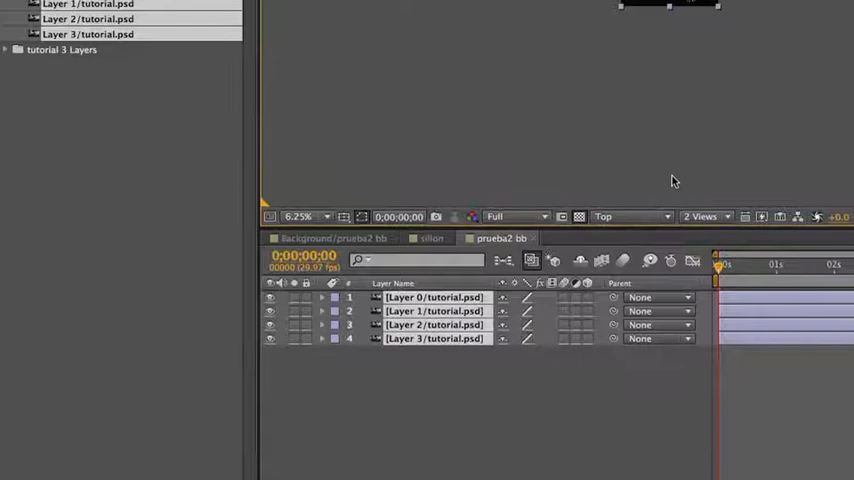 Layer 1/tutorial.psd
Layer 2/tutorial.psd
Layer 3/tutorial.psd
tutorial 3 Layers
6.25% 0;00;00;00 Full Top 2 Views +0.0
Background/prueba2 bb sillon prueba2 bb
0;00;00;00
00000 (29.97 fps)
# Layer Name fx Parent
1 [Layer 0/tutorial.psd] None
2 [Layer 1/tutorial.psd] None
3 [Layer 2/tutorial.psd] None
4 [Layer 3/tutorial.psd] None
0s 01s 02s